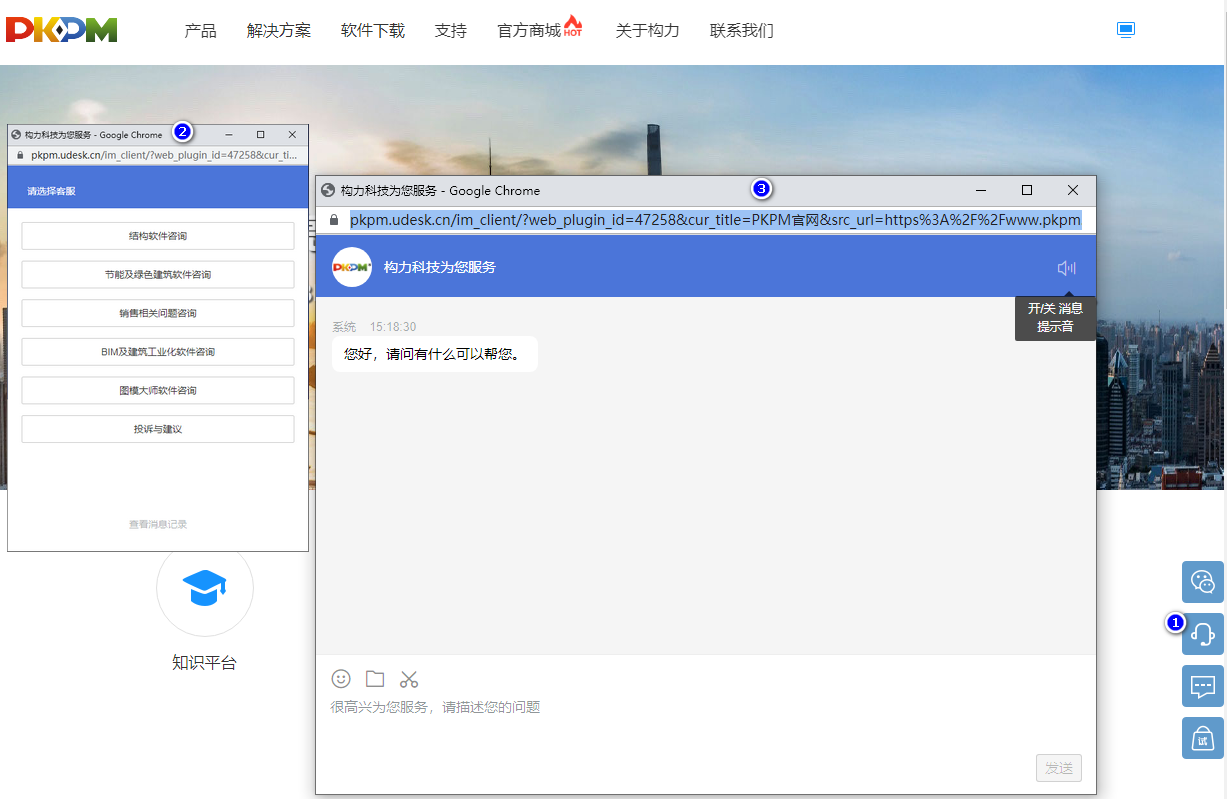 PKPM
产品
解决方案
软件下载
支持
官方商城
HOT
关于构力
联系我们
构力科技为您服务 - Google Chrome
2
pkpm.udesk.cn/im_client/?web_plugin_id=47258&cur_ti...
请选择客服
结构软件咨询
节能及绿色建筑软件咨询
销售相关问题咨询
BIM及建筑工业化软件咨询
图模大师软件咨询
投诉与建议
查看消息记录
构力科技为您服务 - Google Chrome
3
pkpm.udesk.cn/im_client/?web_plugin_id=47258&cur_title=PKPM官网&src_url=https%3A%2F%2Fwww.pkpm
PKPM
构力科技为您服务
开/关 消息
提示音
系统 15:18:30
您好，请问有什么可以帮您。
很高兴为您服务，请描述您的问题
发送
知识平台
1
试